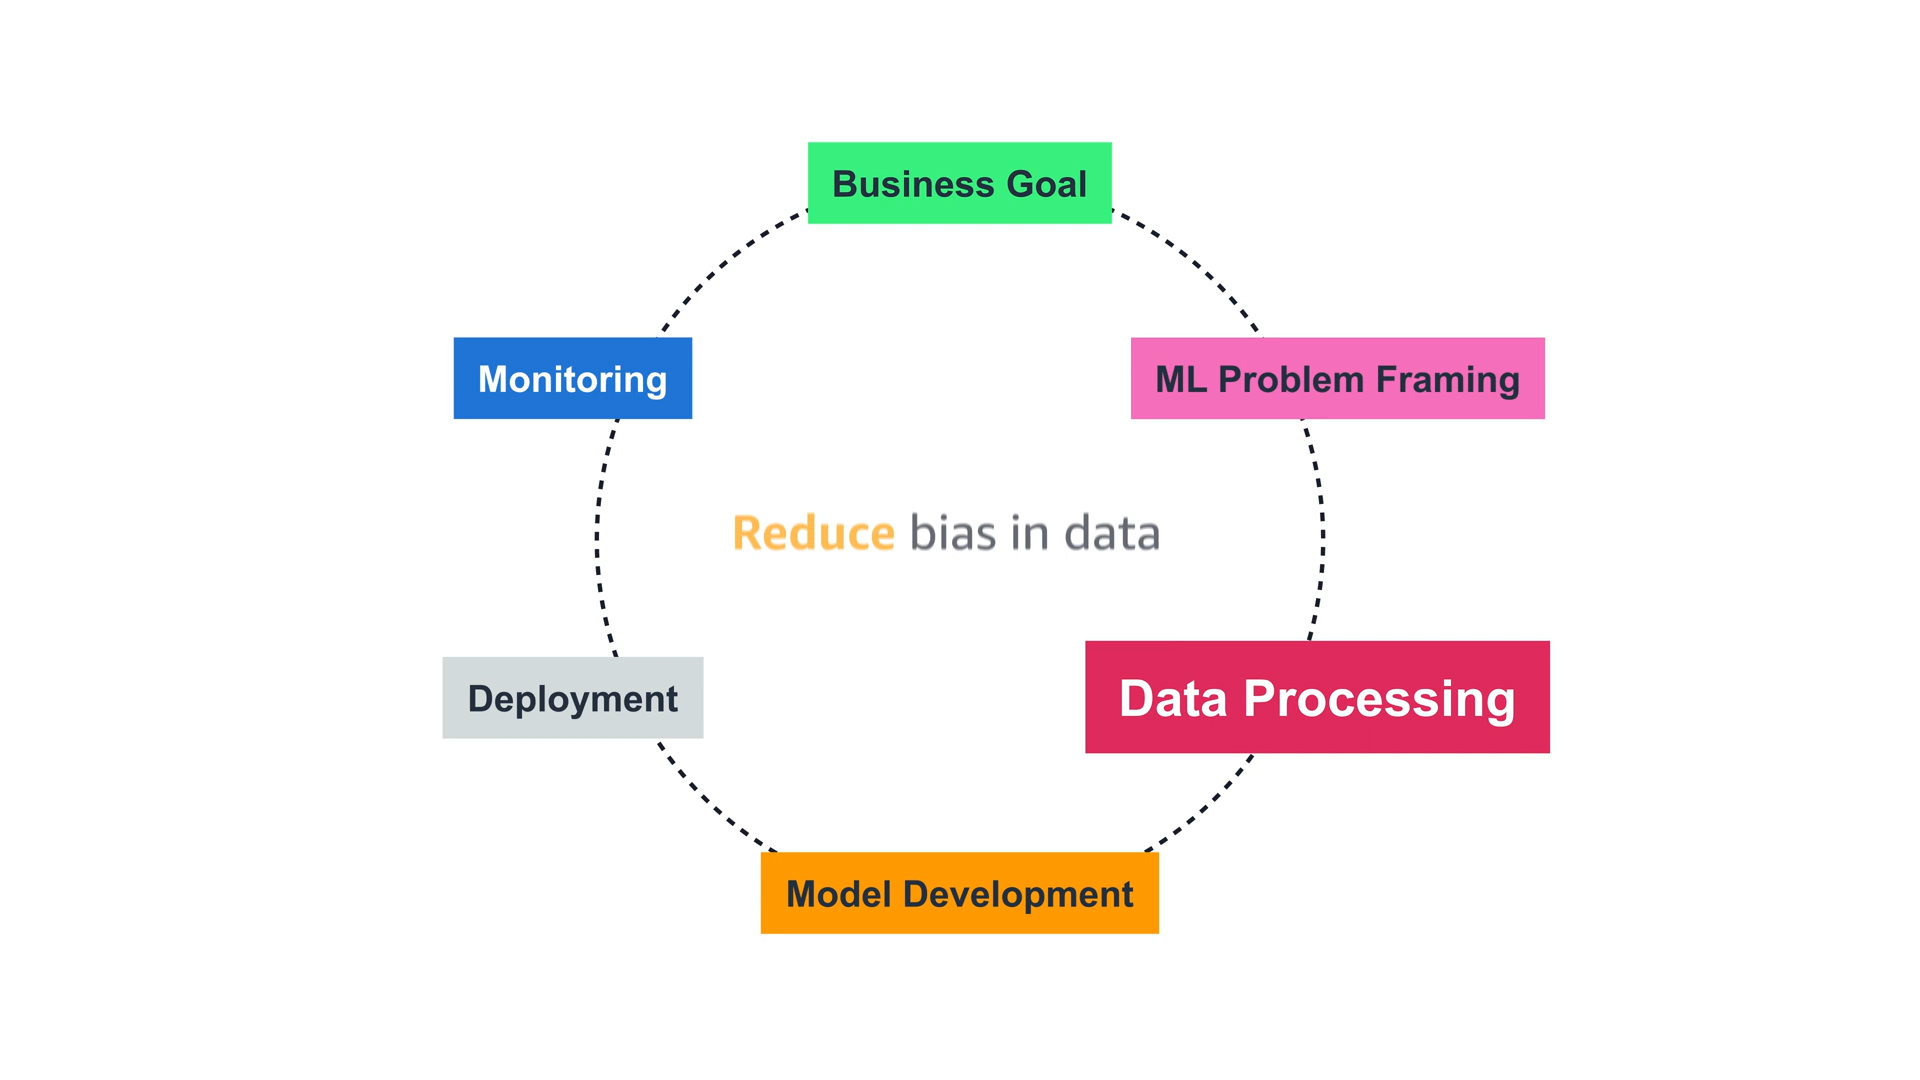 Business Goal
Monitoring
ML Problem Framing
Reduce bias in data
Deployment
Data Processing
Model Development